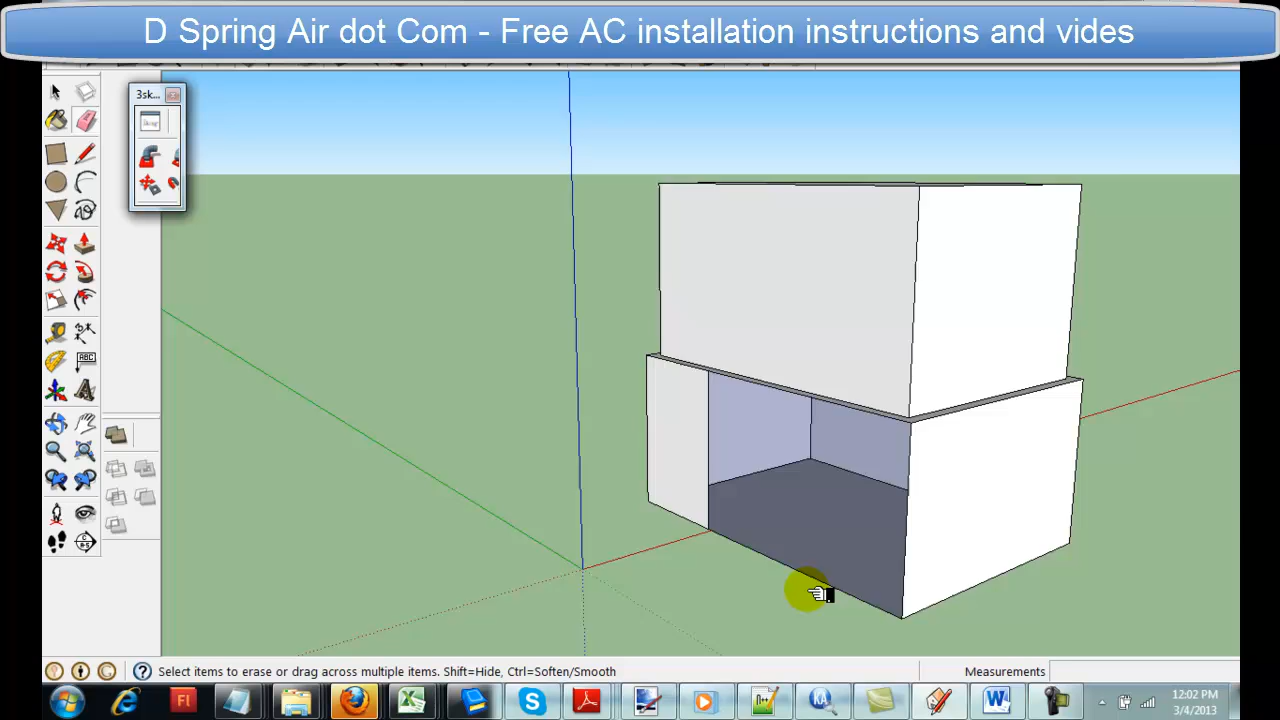 D Spring Air dot Com - Free AC installation instructions and vides
3sk...
ABC
Select items to erase or drag across multiple items. Shift=Hide, Ctrl=Soften/Smooth
Measurements
12:02 PM
3/4/2013